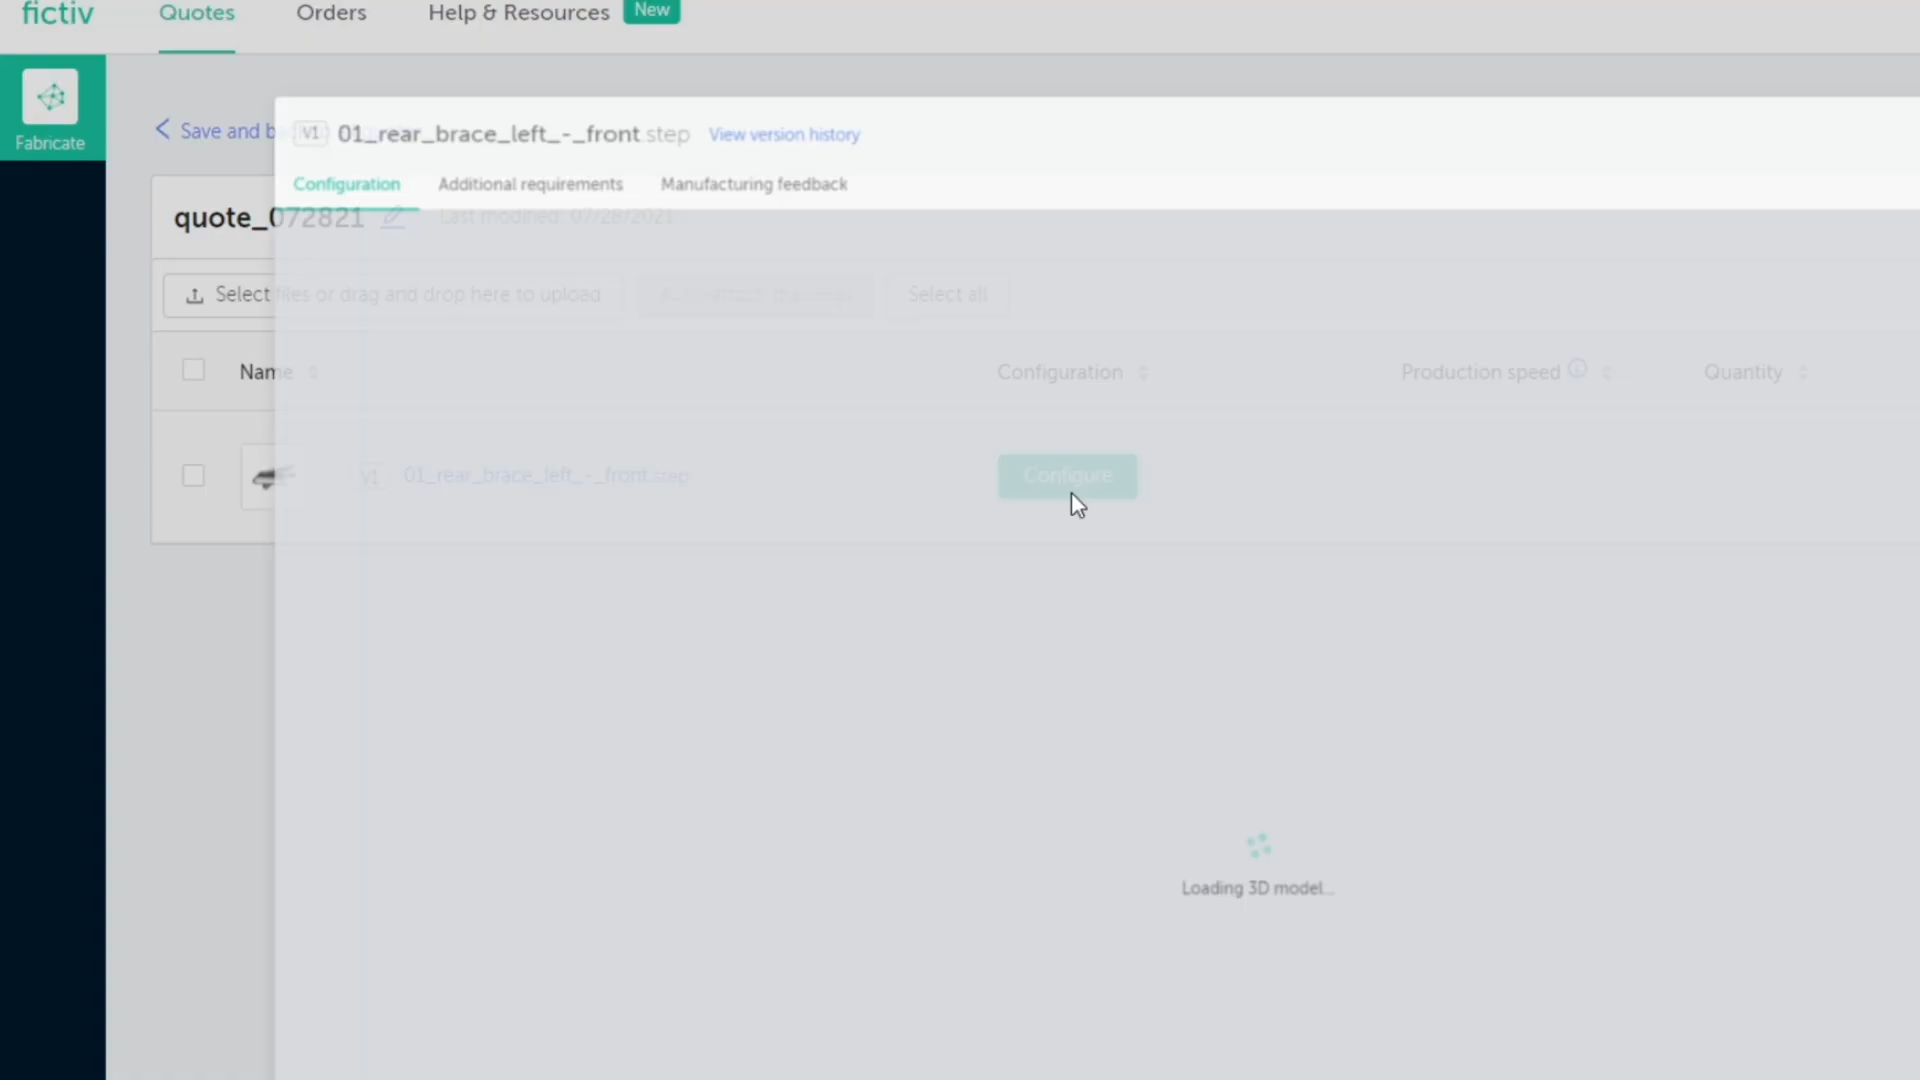 fictiv Quotes Orders Help & Resources New
Fabricate
Save and
V1 01_rear_brace_left_-_front.step View version history
Configuration Additional requirements Manufacturing feedback
quote_072821 Last modified: 07/28/2021
Select files or drag and drop here to upload Select all
Name Configuration Production speed Quantity
V1 01_rear_brace_left_-_front.step Configure
Loading 3D model...